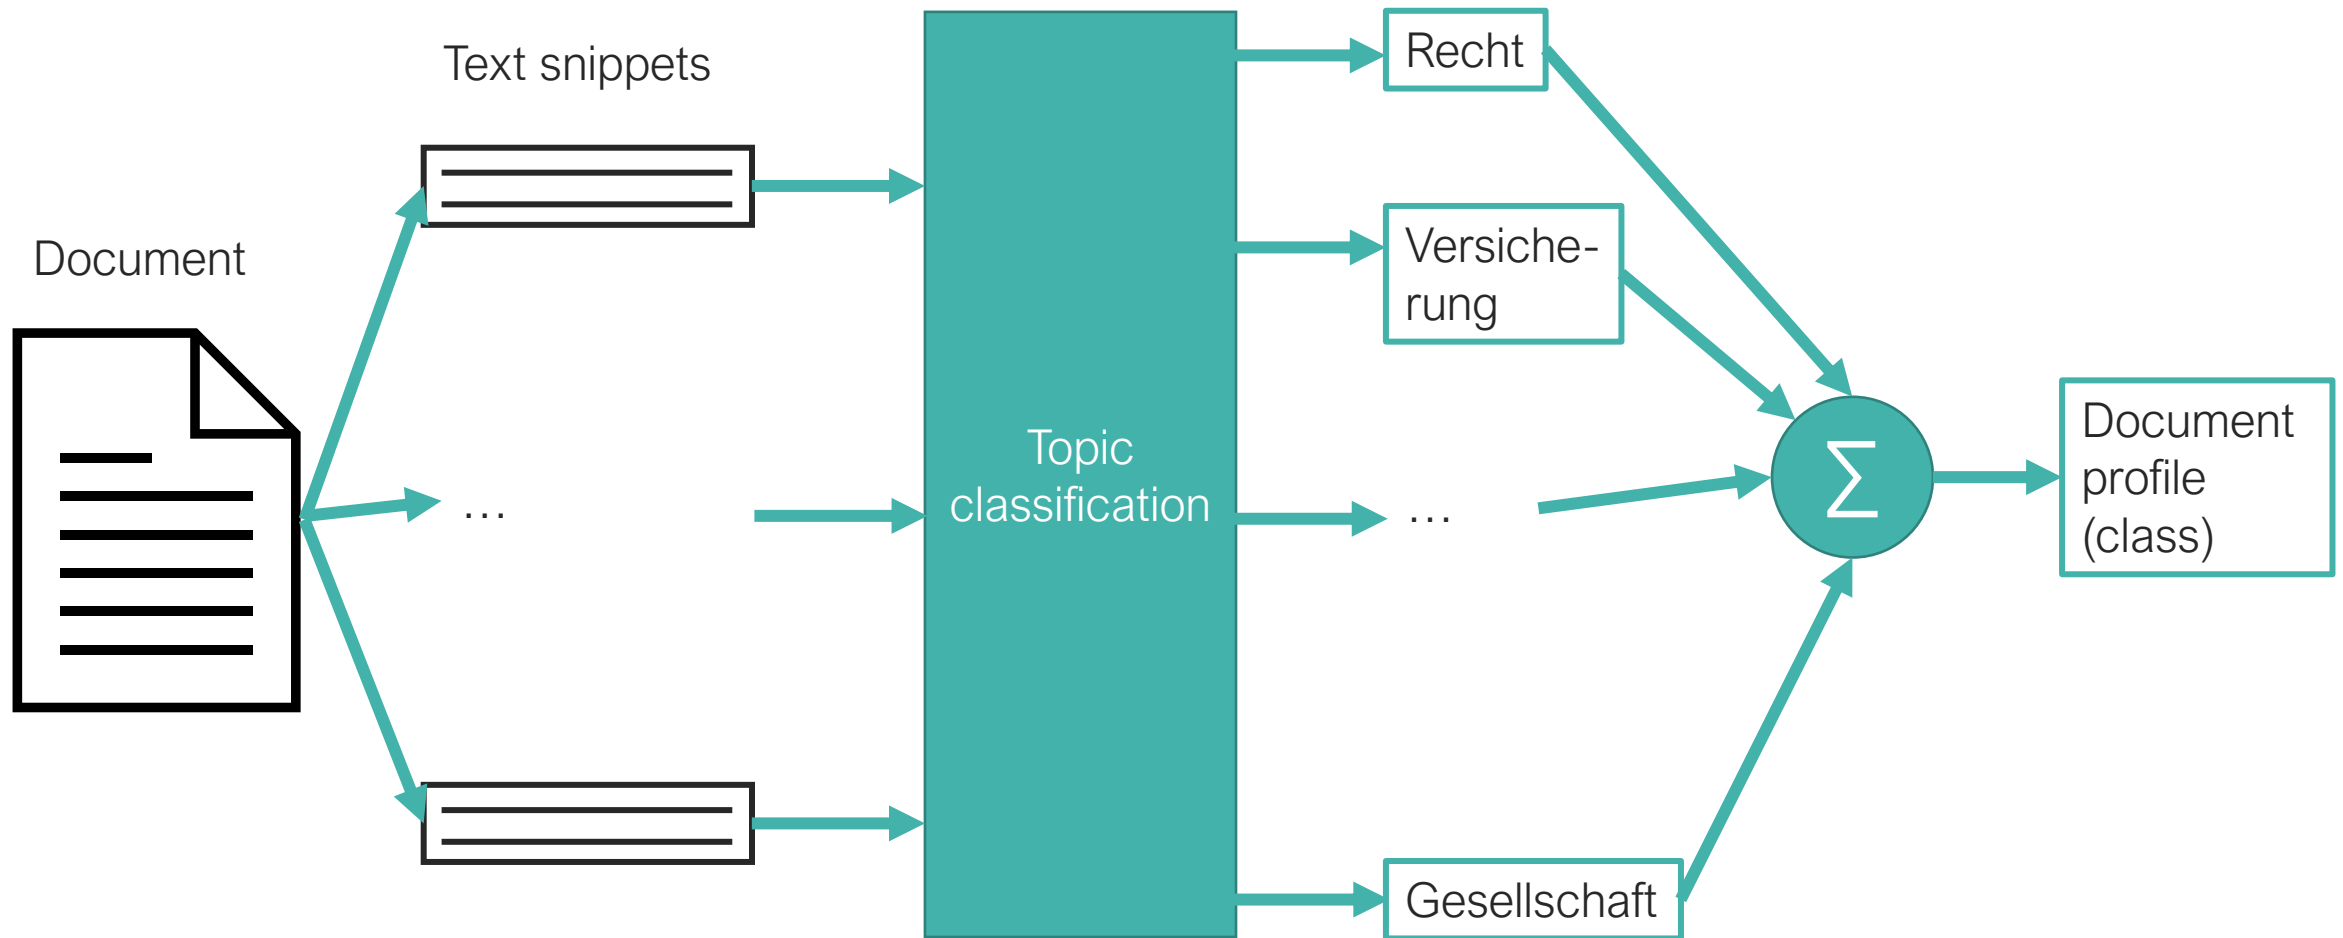 Document
Text snippets
...
Topic
classification
Recht
Versiche-
rung
...
Gesellschaft
Σ
Document
profile
(class)